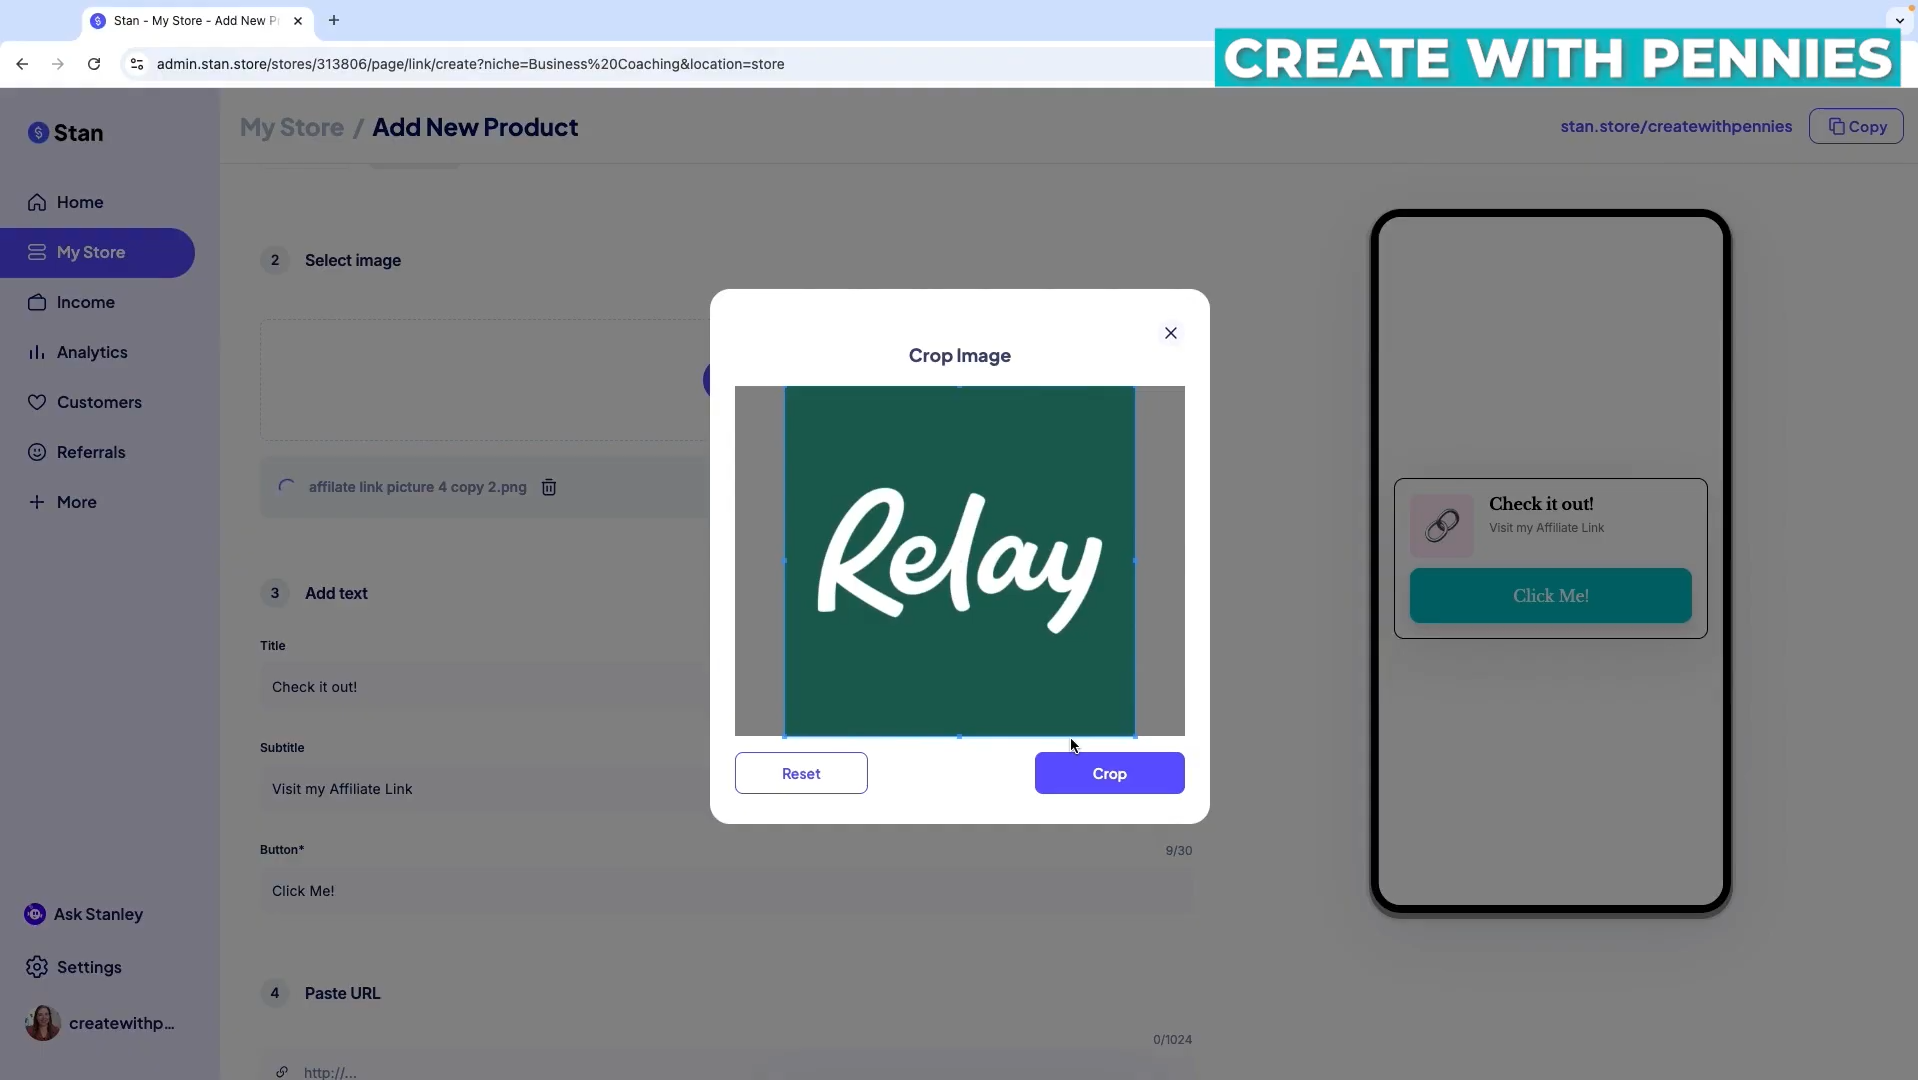 Stan - My Store - Add New P
admin.stan.store/stores/313806/page/link/create?niche=Business%20Coaching&location=store
CREATE WITH PENNIES
Stan
My Store / Add New Product
stan.store/createwithpennies
Copy
Home
My Store
Income
Analytics
Customers
Referrals
More
Ask Stanley
Settings
createwithp...
2 Select image
affilate link picture 4 copy 2.png
3 Add text
Title
Check it out!
Subtitle
Visit my Affiliate Link
Button*
9/30
Click Me!
4 Paste URL
0/1024
http://...
Crop Image
Relay
Reset
Crop
Check it out!
Visit my Affiliate Link
Click Me!